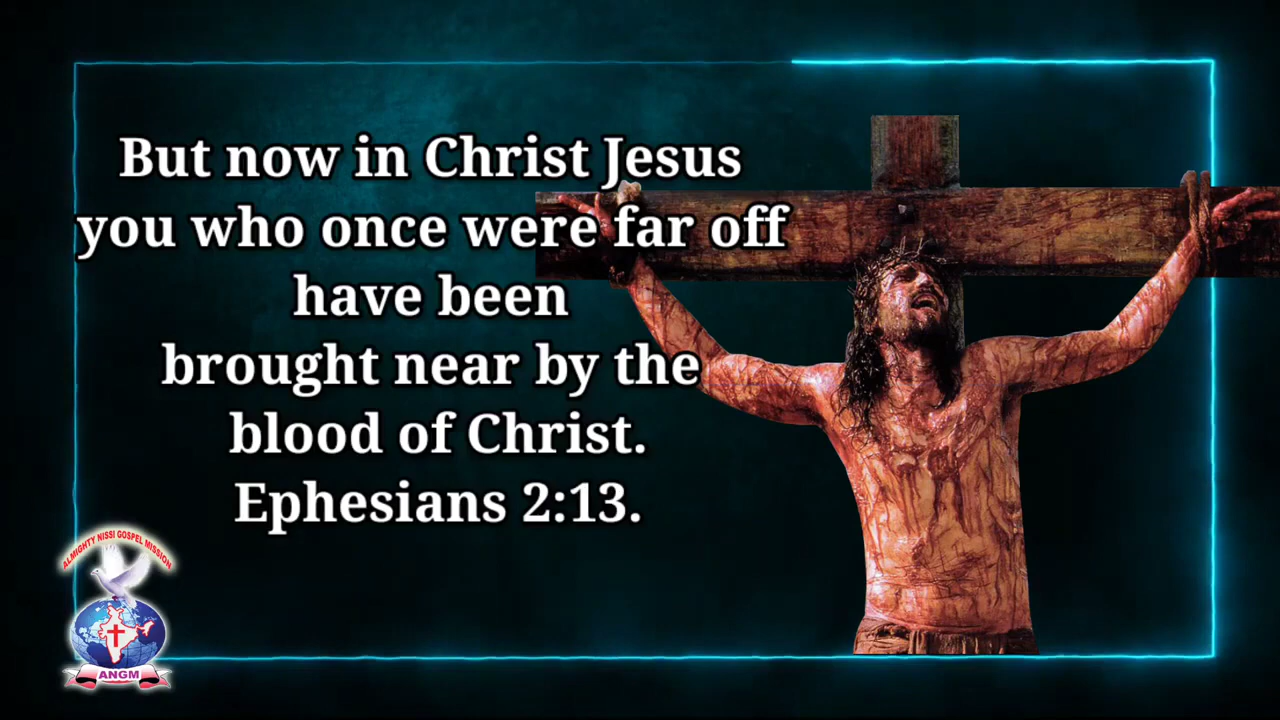 But now in Christ Jesus
you who once were far off
have been
brought near by the
blood of Christ.
Ephesians 2:13.
ALMIGHTY NISSI GOSPEL MISSION
ANGM